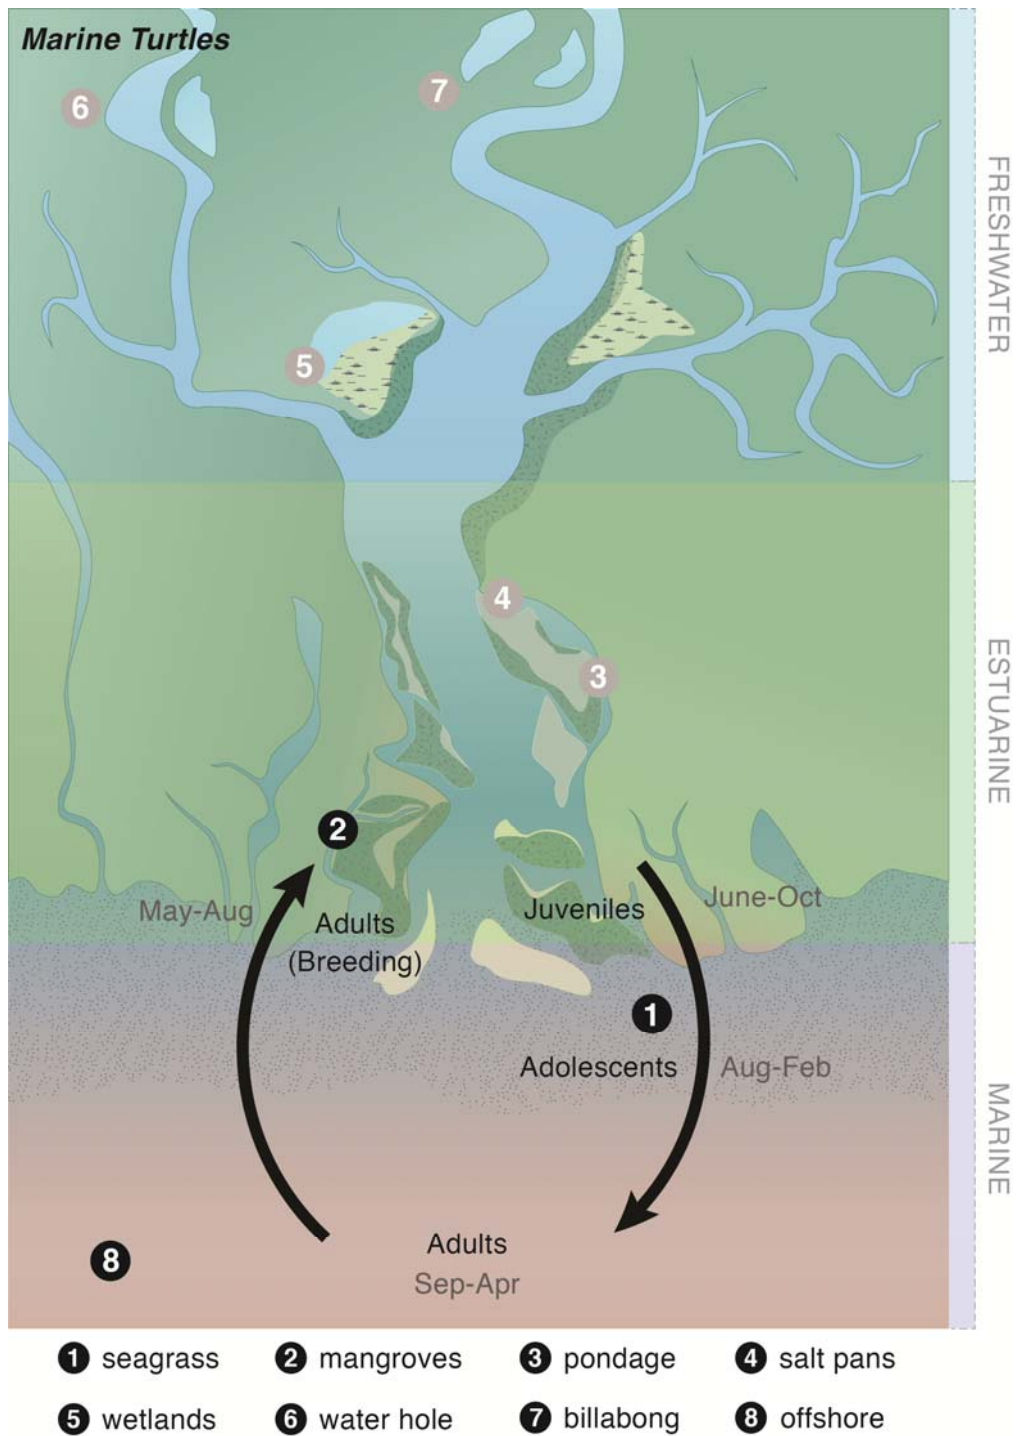 Marine Turtles
6
7
FRESHWATER
5
4
3
ESTUARINE
2
May-Aug
Adults
(Breeding)
Juveniles
June-Oct
1
Adolescents
Aug-Feb
MARINE
8
Adults
Sep-Apr
1 seagrass 2 mangroves 3 pondage 4 salt pans
5 wetlands 6 water hole 7 billabong 8 offshore